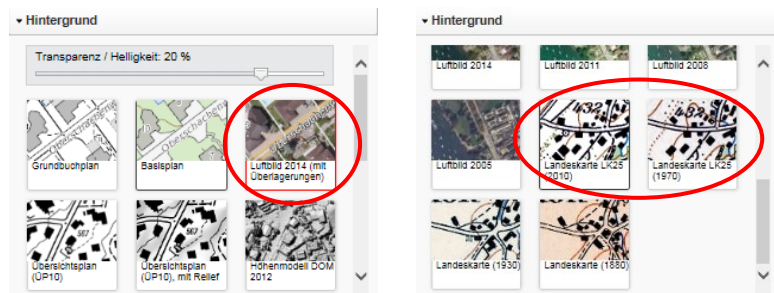 Hintergrund
Transparenz / Helligkeit: 20 %
Grundbuchplan
Basisplan
Luftbild 2014 (mit
Überlagerungen)
Übersichtsplan
(ÜP10)
Übersichtsplan
(ÜP10), mit Relief
Höhenmodell DOM
2012
Hintergrund
Luftbild 2014
Luftbild 2011
Luftbild 2008
Luftbild 2005
Landeskarte LK25
(2010)
Landeskarte LK25
(1970)
Landeskarte (1930)
Landeskarte (1880)